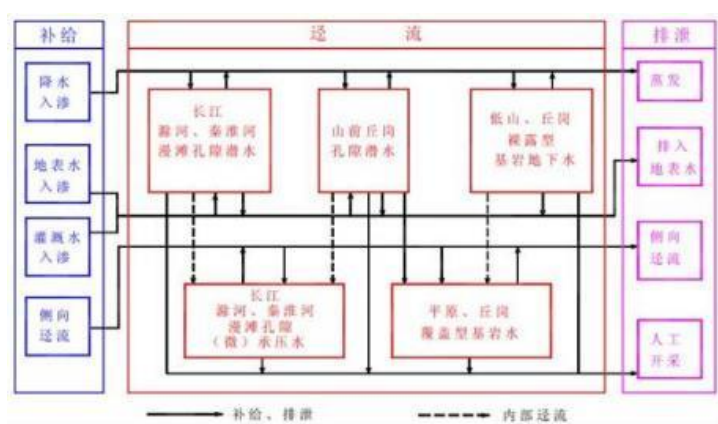 补给
迳 流
排泄
降水
入渗
地表水
入渗
灌溉水
入渗
侧向
迳流
长江
滁河、秦淮河
漫滩孔隙潜水
山前丘岗
孔隙潜水
低山、丘岗
裸露型
基岩地下水
长江
滁河、秦淮河
漫滩孔隙
(微)承压水
平原、丘岗
覆盖型基岩水
蒸发
排入
地表水
侧向
迳流
人工
开采
补给、排泄
内部迳流